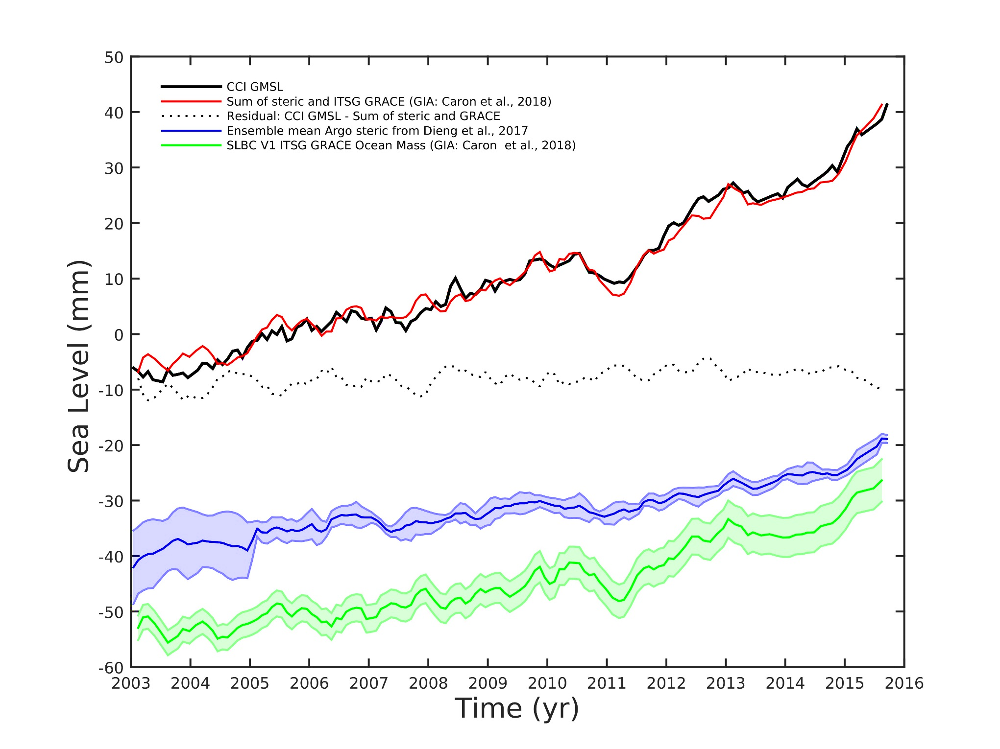 50
40
30
20
10
0
-10
-20
-30
-40
-50
-60
Sea Level (mm)
CCI GMSL
Sum of steric and ITSG GRACE (GIA: Caron et al., 2018)
Residual: CCI GMSL - Sum of steric and GRACE
Ensemble mean Argo steric from Dieng et al., 2017
SLBC V1 ITSG GRACE Ocean Mass (GIA: Caron  et al., 2018)
2003 2004 2005 2006 2007 2008 2009 2010 2011 2012 2013 2014 2015 2016
Time (yr)